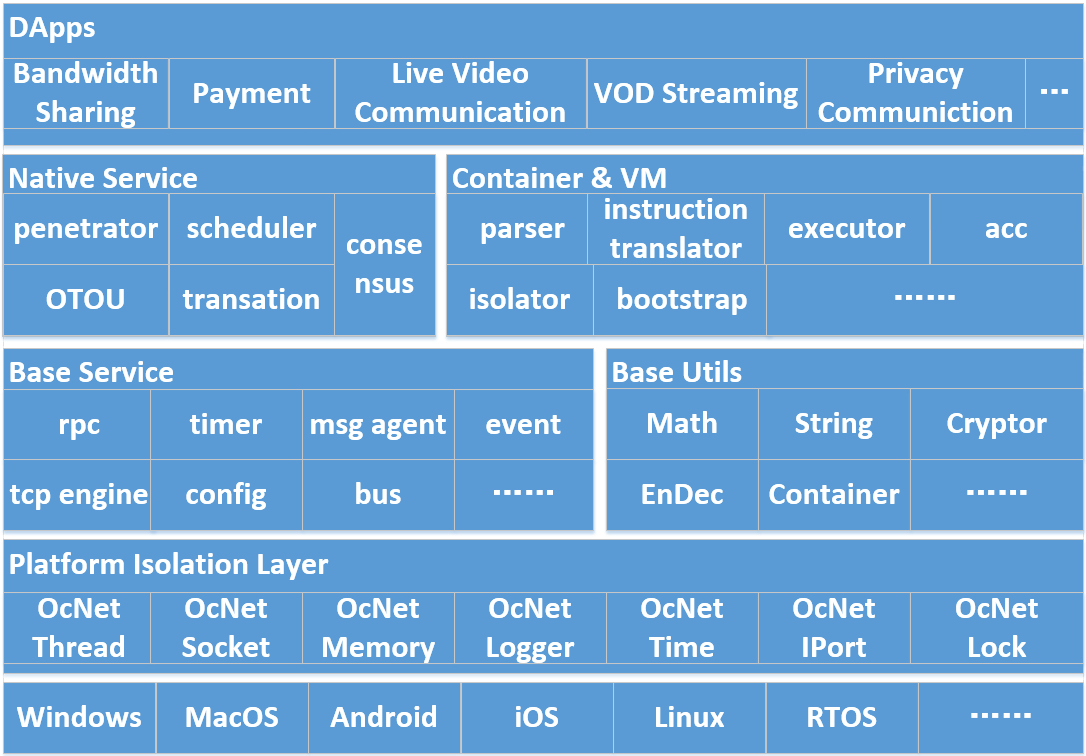 DApps
Bandwidth
Sharing
Payment
Live Video
Communication
VOD Streaming
Privacy
Communiction
...
Native Service
penetrator
scheduler
conse
nsus
OTOU
transation
Container & VM
parser
instruction
translator
executor
acc
isolator
bootstrap
......
Base Service
rpc
timer
msg agent
event
tcp engine
config
bus
......
Base Utils
Math
String
Cryptor
EnDec
Container
......
Platform Isolation Layer
OcNet
Thread
OcNet
Socket
OcNet
Memory
OcNet
Logger
OcNet
Time
OcNet
IPort
OcNet
Lock
Windows
MacOS
Android
iOS
Linux
RTOS
......